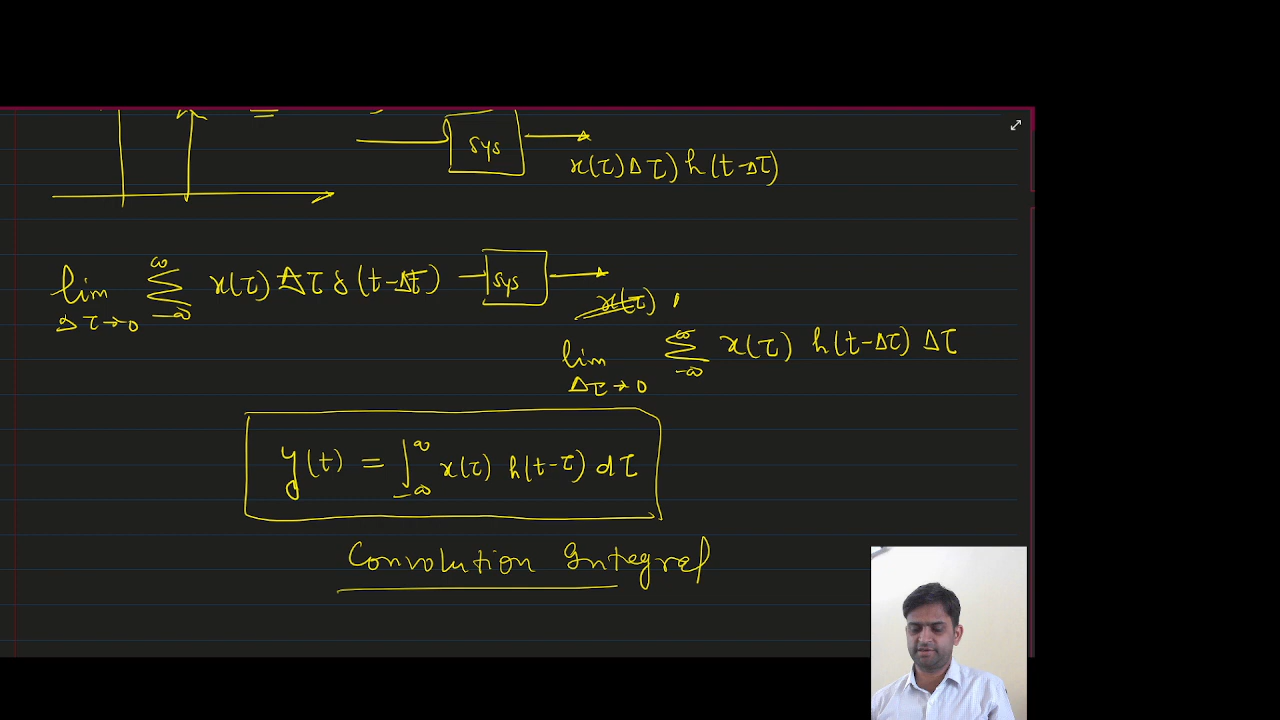 sys
x(τ)Δτ) h(t-Δτ)
lim Δτ→0 ∑ -∞ ∞ x(τ) Δτ δ(t-Δτ) sys
x(τ)
lim Δτ→0 ∑ -∞ ∞ x(τ) h(t-Δτ) Δτ
y(t) = ∫ -∞ ∞ x(τ) h(t-τ) dτ
Convolution Integral